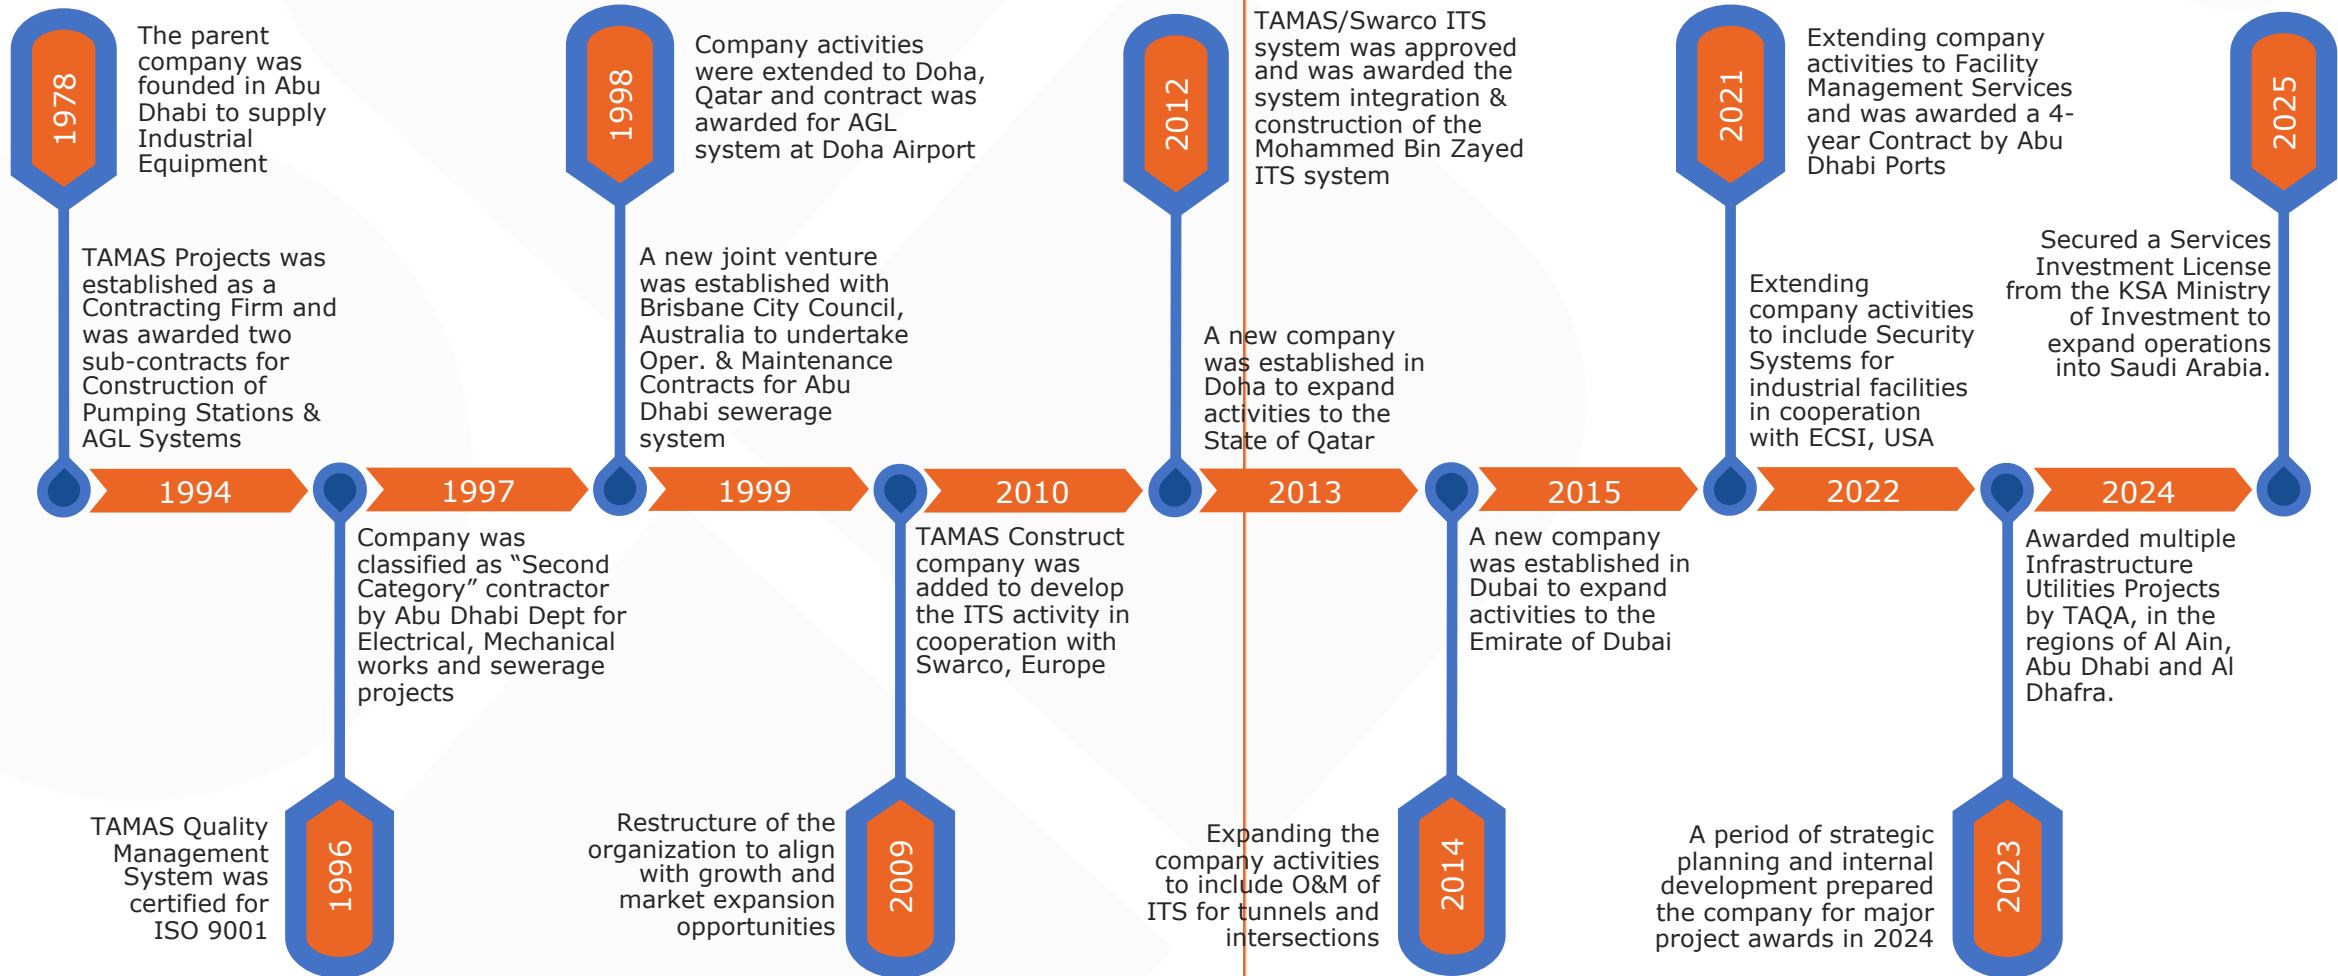 1978
The parent
company was
founded in Abu
Dhabi to supply
Industrial
Equipment
1994
TAMAS Projects was
established as a
Contracting Firm and
was awarded two
sub-contracts for
Construction of
Pumping Stations &
AGL Systems
1996
TAMAS Quality
Management
System was
certified for
ISO 9001
1997
Company was
classified as “Second
Category” contractor
by Abu Dhabi Dept for
Electrical, Mechanical
works and sewerage
projects
1998
Company activities
were extended to Doha,
Qatar and contract was
awarded for AGL
system at Doha Airport
1999
A new joint venture
was established with
Brisbane City Council,
Australia to undertake
Oper. & Maintenance
Contracts for Abu
Dhabi sewerage
system
2009
Restructure of the
organization to align
with growth and
market expansion
opportunities
2010
TAMAS Construct
company was
added to develop
the ITS activity in
cooperation with
Swarco, Europe
2012
TAMAS/Swarco ITS
system was approved
and was awarded the
system integration &
construction of the
Mohammed Bin Zayed
ITS system
2013
A new company
was established in
Doha to expand
activities to the
State of Qatar
2014
Expanding the
company activities
to include O&M of
ITS for tunnels and
intersections
2015
A new company
was established in
Dubai to expand
activities to the
Emirate of Dubai
2021
Extending company
activities to Facility
Management Services
and was awarded a 4-
year Contract by Abu
Dhabi Ports
2022
Extending
company activities
to include Security
Systems for
industrial facilities
in cooperation
with ECSI, USA
2023
A period of strategic
planning and internal
development prepared
the company for major
project awards in 2024
2024
Awarded multiple
Infrastructure
Utilities Projects
by TAQA, in the
regions of Al Ain,
Abu Dhabi and Al
Dhafra.
2025
Secured a Services
Investment License
from the KSA Ministry
of Investment to
expand operations
into Saudi Arabia.